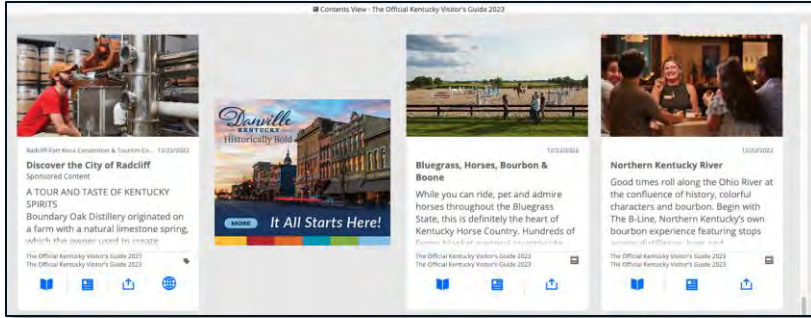 Contents View - The Official Kentucky Visitor's Guide 2023
Radcliff-Fort Knox Convention & Tourism Co... 12/22/2022
Discover the City of Radcliff
Sponsored Content
A TOUR AND TASTE OF KENTUCKY
SPIRITS
Boundary Oak Distillery originated on
a farm with a natural limestone spring,
which the owner used to create
The Official Kentucky Visitor's Guide 2023
The Official Kentucky Visitor's Guide 2023
Danville
KENTUCKY
Historically Bold
MORE
It All Starts Here!
12/22/2022
Bluegrass, Horses, Bourbon &
Boone
While you can ride, pet and admire
horses throughout the Bluegrass
State, this is definitely the heart of
Kentucky Horse Country. Hundreds of
The Official Kentucky Visitor's Guide 2023
The Official Kentucky Visitor's Guide 2023
12/22/2022
Northern Kentucky River
Good times roll along the Ohio River at
the confluence of history, colorful
characters and bourbon. Begin with
The B-Line, Northern Kentucky's own
bourbon experience featuring stops
The Official Kentucky Visitor's Guide 2023
The Official Kentucky Visitor's Guide 2023